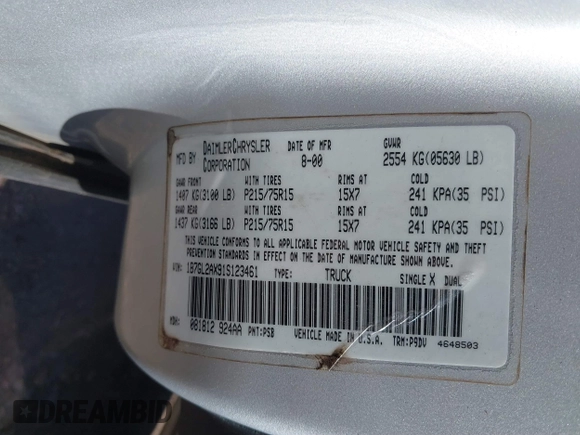 MFD BY DAIMLERCHRYSLER CORPORATION DATE OF MFR 8-00 GVWR 2554 KG(05630 LB)
GAWR FRONT WITH TIRES RIMS AT COLD
1407 KG(3100 LB) P215/75R15 15X7 241 KPA(35 PSI)
GAWR REAR WITH TIRES RIMS AT COLD
1437 KG(3166 LB) P215/75R15 15X7 241 KPA(35 PSI)
THIS VEHICLE CONFORMS TO ALL APPLICABLE FEDERAL MOTOR VEHICLE SAFETY AND THEFT
PREVENTION STANDARDS IN EFFECT ON THE DATE OF MANUFACTURE SHOWN ABOVE.
VIN: 1B7GL2AX91S123461 TYPE: TRUCK SINGLE X DUAL
MDH: 081812 924AA PNT:PSB VEHICLE MADE IN U.S.A. TRM:P9DV 4648503
DREAMBID